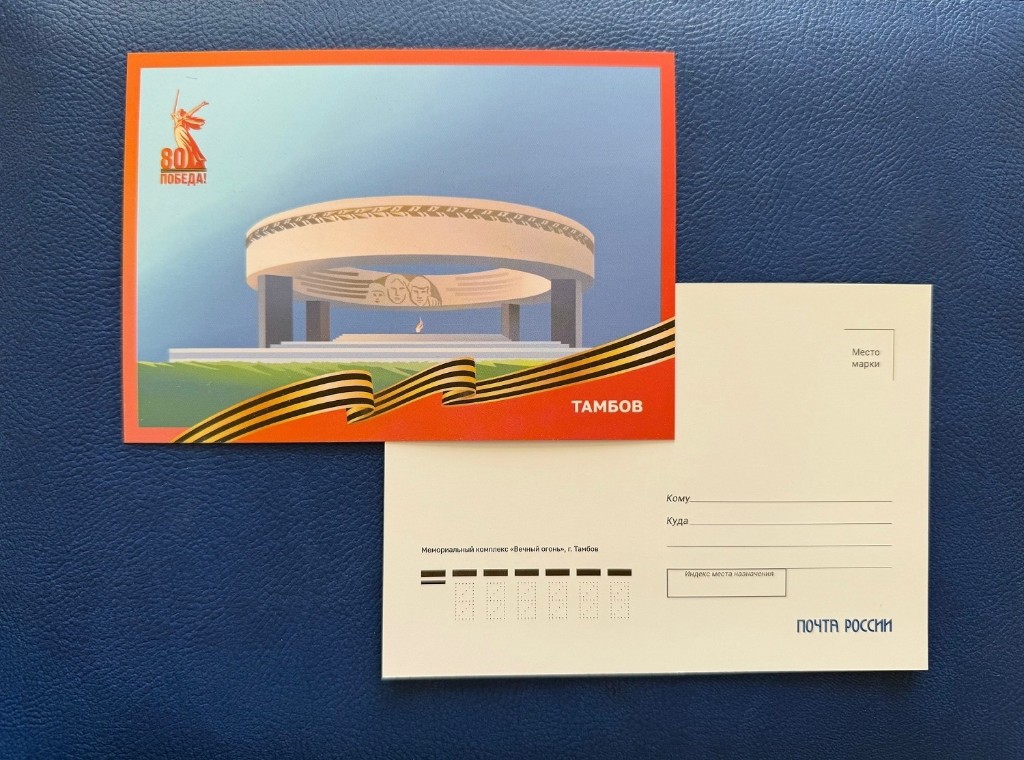 80
ПОБЕДА!
ТАМБОВ
Место
марки
Кому
Куда
Мемориальный комплекс «Вечный огонь», г. Тамбов
Индекс места назначения
ПОЧТА РОССИИ